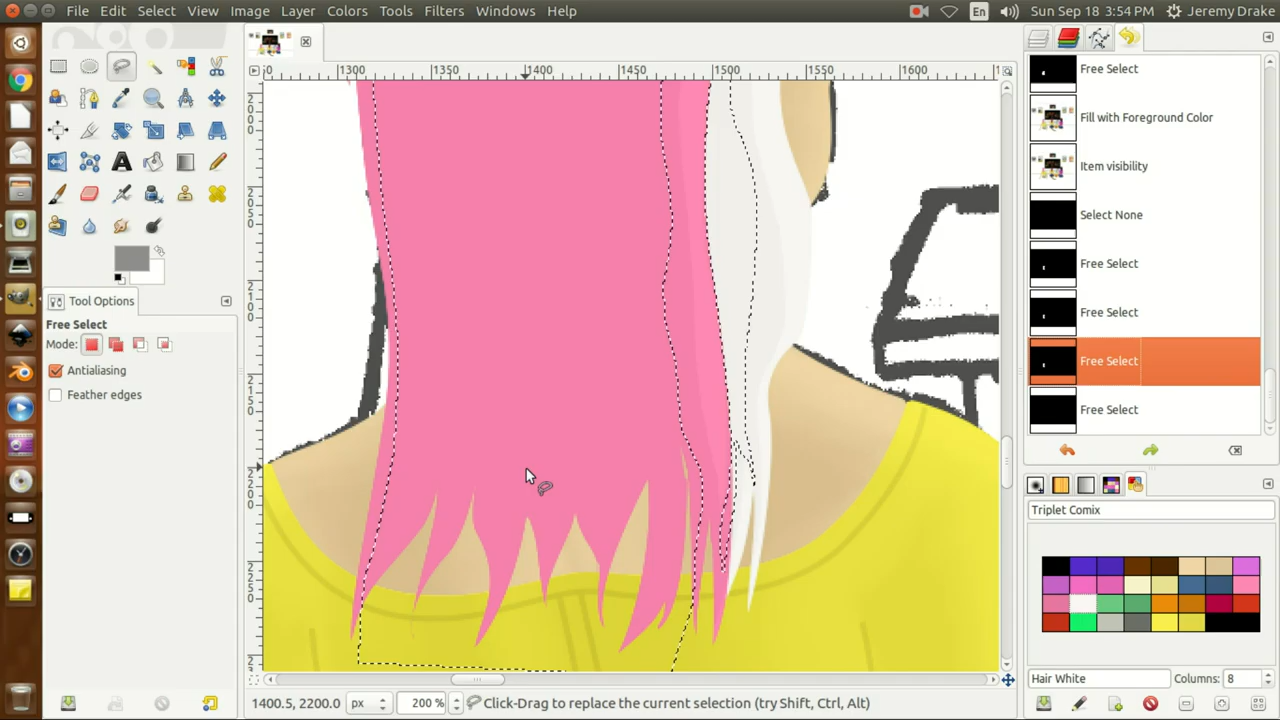 File Edit Select View Image Layer Colors Tools Filters Windows Help
En Sun Sep 18 3:54 PM Jeremy Drake
1300 1350 1400 1450 1500 1550 1600
Free Select
Fill with Foreground Color
Item visibility
Select None
Free Select
Free Select
Free Select
Free Select
Tool Options
Free Select
Mode:
Antialiasing
Feather edges
Triplet Comix
Hair White Columns: 8
1400.5, 2200.0 px 200 % Click-Drag to replace the current selection (try Shift, Ctrl, Alt)